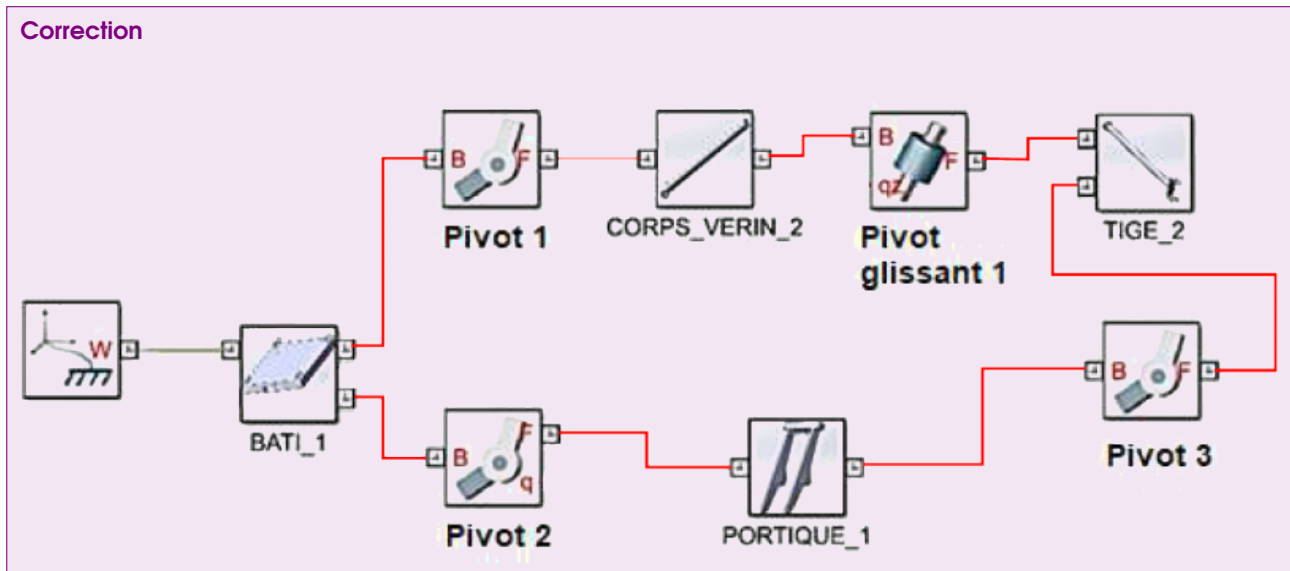 Correction
B F
Pivot 1
CORPS_VERIN_2
B F
qz
Pivot
glissant 1
TIGE_2
W
BATI_1
B F
q
Pivot 2
PORTIQUE_1
B F
Pivot 3